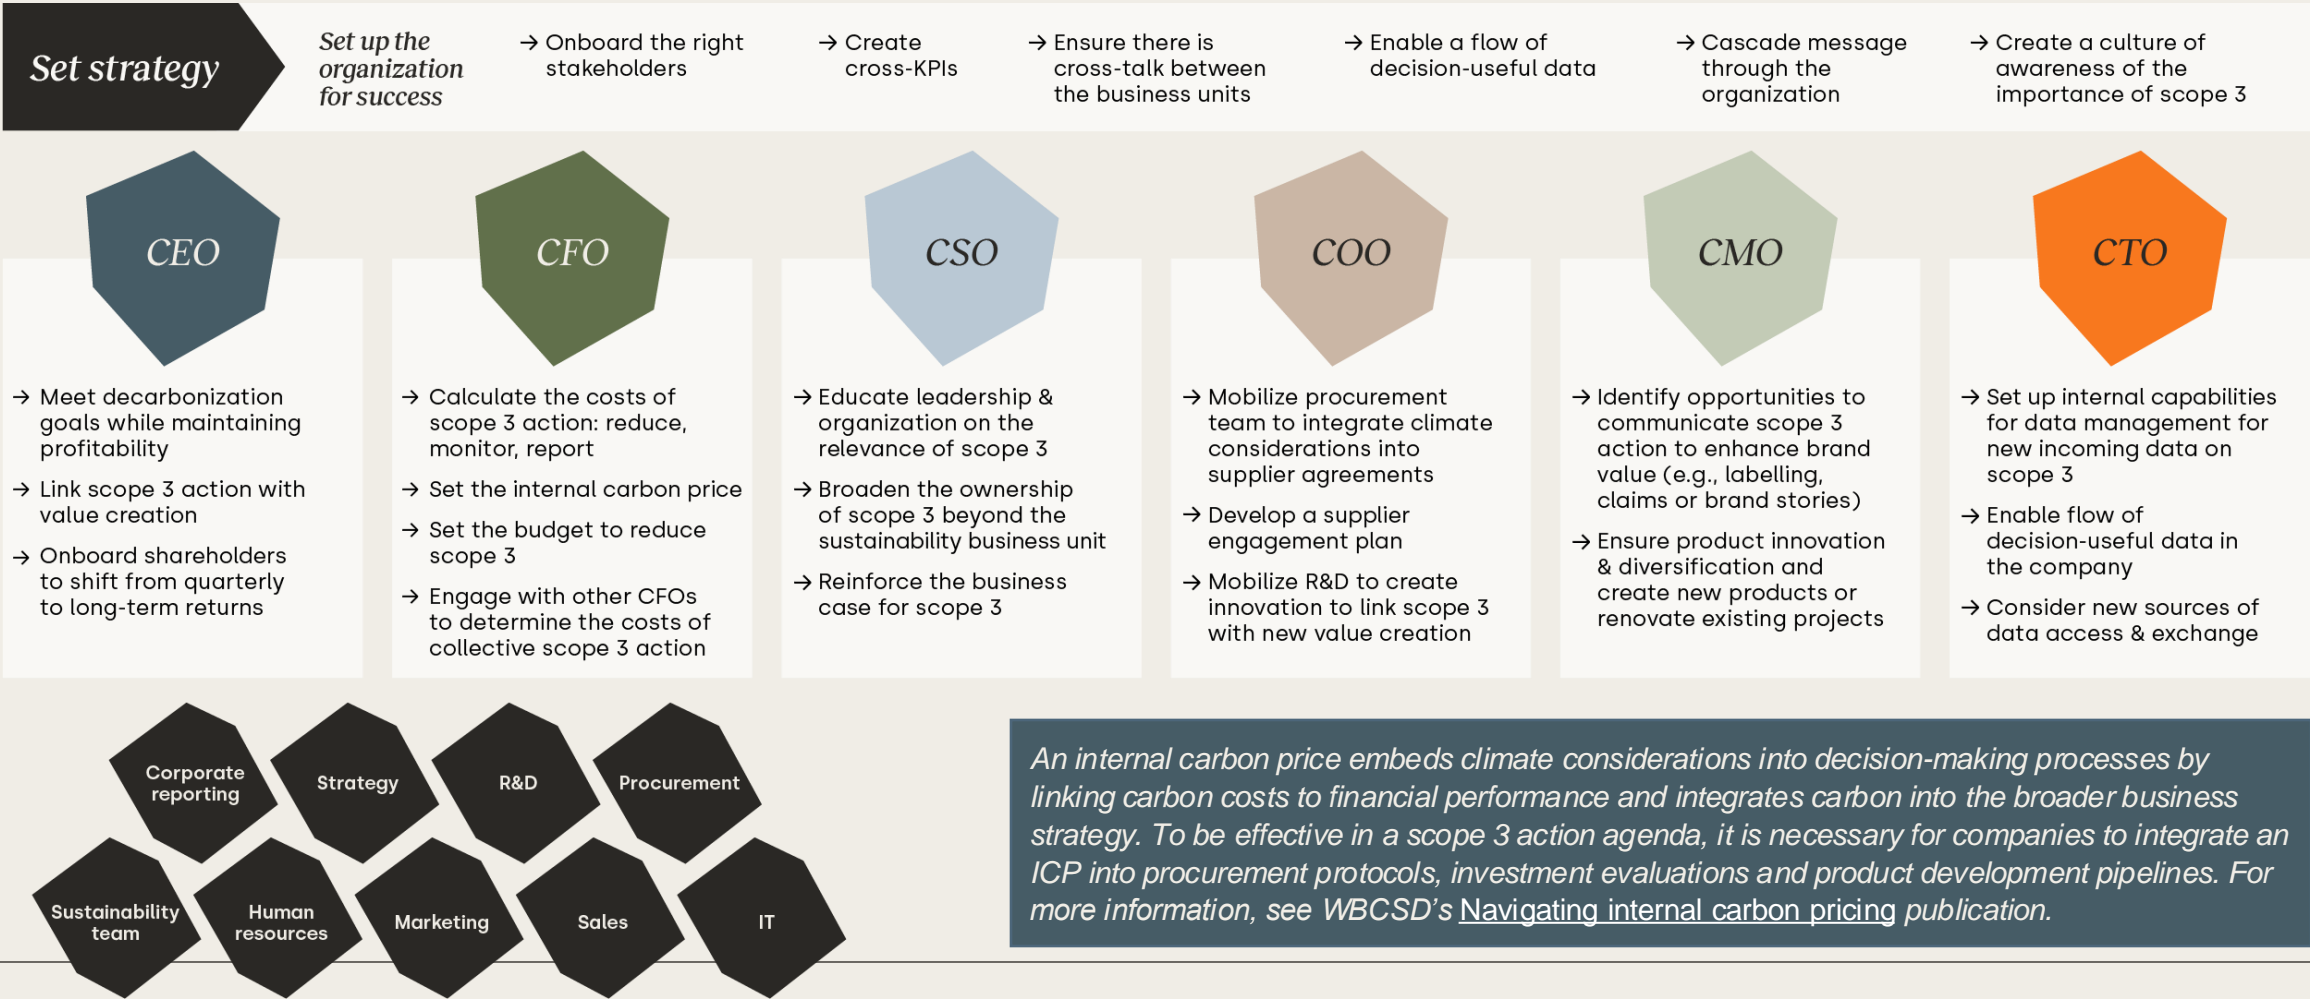 Set strategy
Set up the
organization
for success
→ Onboard the right
stakeholders
→ Create
cross-KPIs
→ Ensure there is
cross-talk between
the business units
→ Enable a flow of
decision-useful data
→ Cascade message
through the
organization
→ Create a culture of
awareness of the
importance of scope 3
CEO
→ Meet decarbonization
goals while maintaining
profitability
→ Link scope 3 action with
value creation
→ Onboard shareholders
to shift from quarterly
to long-term returns
CFO
→ Calculate the costs of
scope 3 action: reduce,
monitor, report
→ Set the internal carbon price
→ Set the budget to reduce
scope 3
→ Engage with other CFOs
to determine the costs of
collective scope 3 action
CSO
→ Educate leadership &
organization on the
relevance of scope 3
→ Broaden the ownership
of scope 3 beyond the
sustainability business unit
→ Reinforce the business
case for scope 3
COO
→ Mobilize procurement
team to integrate climate
considerations into
supplier agreements
→ Develop a supplier
engagement plan
→ Mobilize R&D to create
innovation to link scope 3
with new value creation
CMO
→ Identify opportunities to
communicate scope 3
action to enhance brand
value (e.g., labelling,
claims or brand stories)
→ Ensure product innovation
& diversification and
create new products or
renovate existing projects
CTO
→ Set up internal capabilities
for data management for
new incoming data on
scope 3
→ Enable flow of
decision-useful data in
the company
→ Consider new sources of
data access & exchange
Corporate
reporting
Strategy
R&D
Procurement
Sustainability
team
Human
resources
Marketing
Sales
IT
An internal carbon price embeds climate considerations into decision-making processes by
linking carbon costs to financial performance and integrates carbon into the broader business
strategy. To be effective in a scope 3 action agenda, it is necessary for companies to integrate an
ICP into procurement protocols, investment evaluations and product development pipelines. For
more information, see WBCSD's Navigating internal carbon pricing publication.